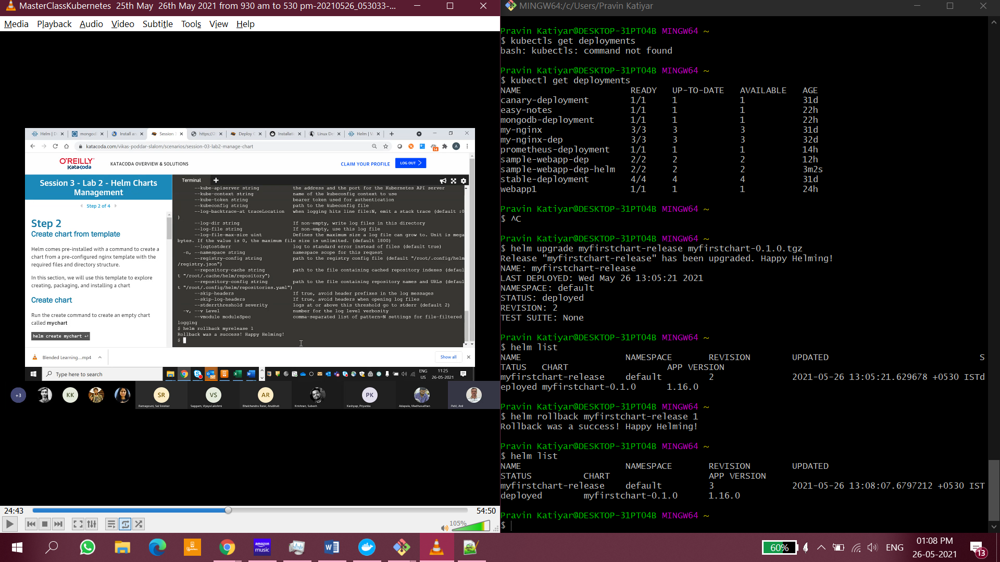 MasterClassKubernetes 25th May 26th May 2021 from 930 am to 530 pm-20210526_053033-...
Media Playback Audio Video Subtitle Tools View Help
Helm | D
mongod
Install an
Session
https://2
Deploy C
Installati
Linux De
Helm | V
katacoda.com/vikas-poddar-slalom/scenarios/session-03-lab2-manage-chart
14
A
O'REILLY
Katacoda
KATACODA OVERVIEW & SOLUTIONS
CLAIM YOUR PROFILE
LOG OUT
Session 3 - Lab 2 - Helm Charts
Management
Step 2 of 4
Step 2
Create chart from template
Helm comes pre-installed with a command to create a
chart from a pre-configured nginx template with the
required files and directory structure.
In this section, we will use this template to explore
creating, packaging, and installing a chart
Create chart
Run the create command to create an empty chart
called mychart
helm create mychart
Terminal +
--kube-apiserver string the address and the port for the Kubernetes API server
--kube-context string name of the kubeconfig context to use
--kube-token string bearer token used for authentication
--kubeconfig string path to the kubeconfig file
--log-backtrace-at traceLocation when logging hits line file:N, emit a stack trace (default :0
)
--log-dir string If non-empty, write log files in this directory
--log-file string If non-empty, use this log file
--log-file-max-size uint Defines the maximum size a log file can grow to. Unit is mega
bytes. If the value is 0, the maximum file size is unlimited. (default 1800)
--logtostderr log to standard error instead of files (default true)
-n, --namespace string namespace scope for this request
--registry-config string path to the registry config file (default "/root/.config/helm
/registry.json")
--repository-cache string path to the file containing cached repository indexes (defaul
t "/root/.cache/helm/repository")
--repository-config string path to the file containing repository names and URLs (defaul
t "/root/.config/helm/repositories.yaml")
--skip-headers If true, avoid header prefixes in the log messages
--skip-log-headers If true, avoid headers when opening log files
--stderrthreshold severity logs at or above this threshold go to stderr (default 2)
-v, --v Level number for the log level verbosity
--vmodule moduleSpec comma-separated list of pattern=N settings for file-filtered
logging
$ helm rollback myrelease 1
Rollback was a success! Happy Helming!
$
Blended Learning....mp4
Show all
Type here to search
ENG
US
11:25
26-05-2021
+3
KK
SR
Ramagouni, Sai Sreekar
VS
Saggam, Vijaya Lakshmi
AR
Bhalchandra Rane, Anubhuti
Krishnan, Subash
PK
Kashyap, Priyanka
Adapala, Madhusudhan
Patil, Anil
24:43
54:50
105%
MINGW64:/c/Users/Pravin Katiyar
Pravin Katiyar@DESKTOP-31PTO4B MINGW64 ~
$ kubectls get deployments
bash: kubectls: command not found
Pravin Katiyar@DESKTOP-31PTO4B MINGW64 ~
$ kubectl get deployments
NAME READY UP-TO-DATE AVAILABLE AGE
canary-deployment 1/1 1 1 31d
easy-notes 1/1 1 1 22h
mongodb-deployment 1/1 1 1 22h
my-nginx 3/3 3 3 31d
my-nginx-dep 3/3 3 3 32d
prometheus-deployment 1/1 1 1 14h
sample-webapp-dep 2/2 2 2 12h
sample-webapp-dep-helm 2/2 2 2 3m2s
stable-deployment 4/4 4 4 31d
webapp1 1/1 1 1 24h
Pravin Katiyar@DESKTOP-31PTO4B MINGW64 ~
$ ^C
Pravin Katiyar@DESKTOP-31PTO4B MINGW64 ~
$ helm upgrade myfirstchart-release myfirstchart-0.1.0.tgz
Release "myfirstchart-release" has been upgraded. Happy Helming!
NAME: myfirstchart-release
LAST DEPLOYED: Wed May 26 13:05:21 2021
NAMESPACE: default
STATUS: deployed
REVISION: 2
TEST SUITE: None
Pravin Katiyar@DESKTOP-31PTO4B MINGW64 ~
$ helm list
NAME NAMESPACE REVISION UPDATED S
TATUS CHART APP VERSION
myfirstchart-release default 2 2021-05-26 13:05:21.629678 +0530 ISTd
eployed myfirstchart-0.1.0 1.16.0
Pravin Katiyar@DESKTOP-31PTO4B MINGW64 ~
$ helm rollback myfirstchart-release 1
Rollback was a success! Happy Helming!
Pravin Katiyar@DESKTOP-31PTO4B MINGW64 ~
$ helm list
NAME NAMESPACE REVISION UPDATED
STATUS CHART APP VERSION
myfirstchart-release default 3 2021-05-26 13:08:07.6797212 +0530 IST
deployed myfirstchart-0.1.0 1.16.0
Pravin Katiyar@DESKTOP-31PTO4B MINGW64 ~
$
amazon
music
60%
ENG
01:08 PM
26-05-2021
13